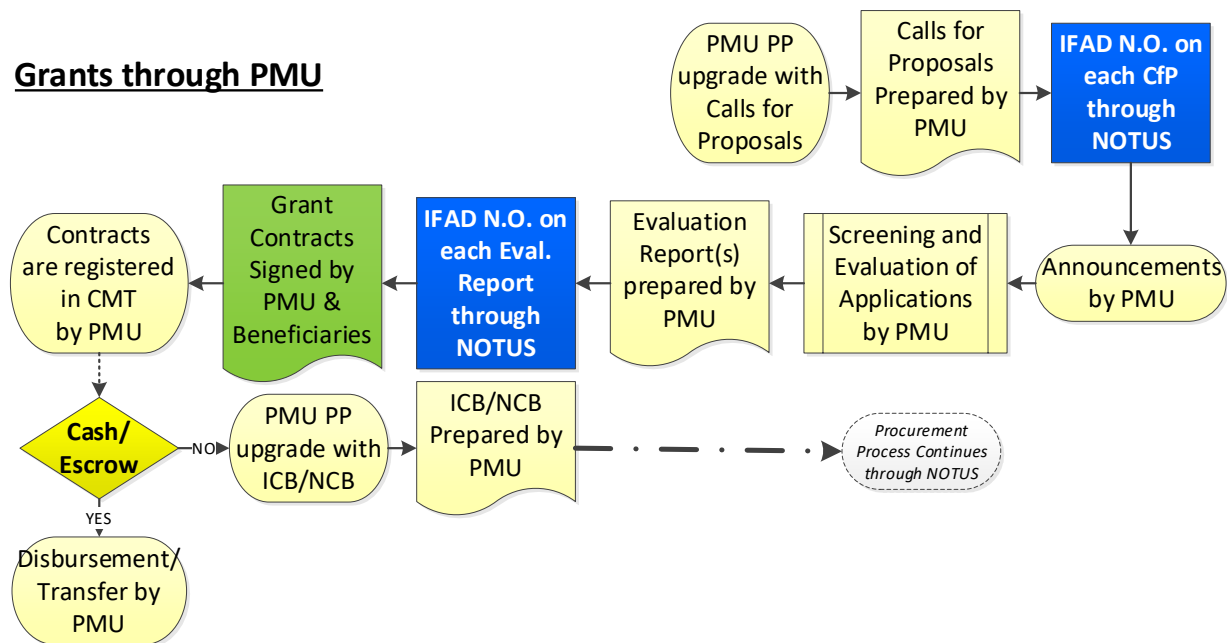 Grants through PMU
PMU PP
upgrade with
Calls for
Proposals
Calls for
Proposals
Prepared by
PMU
IFAD N.O. on
each CfP
through
NOTUS
Announcements
by PMU
Screening and
Evaluation of
Applications
by PMU
Evaluation
Report(s)
prepared by
PMU
IFAD N.O. on
each Eval.
Report
through
NOTUS
Grant
Contracts
Signed by
PMU &
Beneficiaries
Contracts
are registered
in CMT
by PMU
Cash/
Escrow
NO
PMU PP
upgrade with
ICB/NCB
ICB/NCB
Prepared by
PMU
Procurement
Process Continues
through NOTUS
YES
Disbursement/
Transfer by
PMU